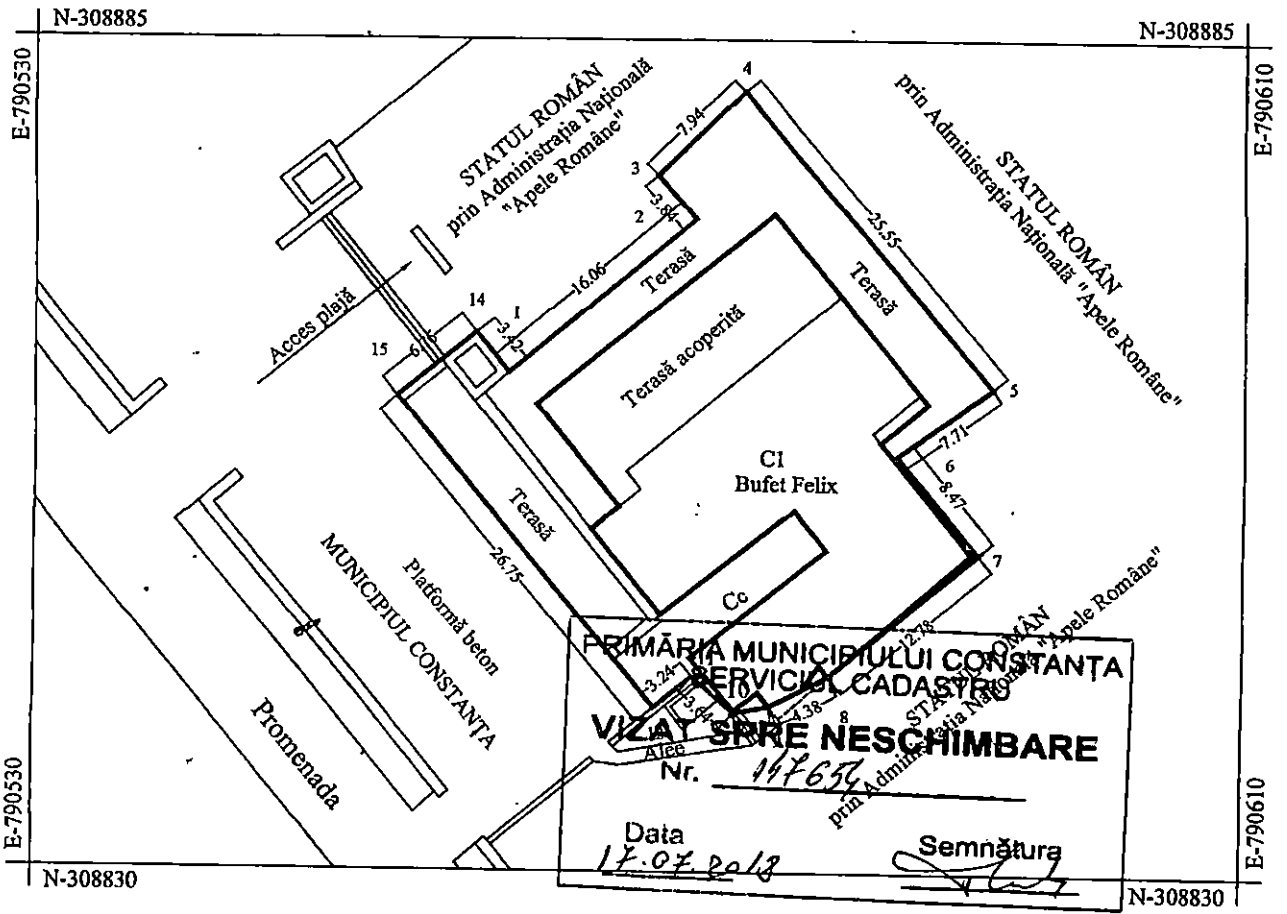 N-308885
N-308885
E-790530
E-790610
4
STATUL ROMÂN
prin Administrația Națională
"Apele Române"
prin Administrația Națională "Apele Române"
STATUL ROMÂN
7.94
3
3.84
2
25.55
16.06
Terasă
Terasă
Acces plajă
14
1
3.42
15
Terasă acoperită
5
7.71
6
8.47
C1
Bufet Felix
Terasă
26.75
7
MUNICIPIUL CONSTANȚA
Platformă beton
Cc
12.78
STATUL ROMÂN
prin Administrația Națională "Apele Române"
PRIMĂRIA MUNICIPIULUI CONSTANȚA
SERVICIUL CADASTRU
3.24
10
3.64
4.38
8
VIZAT SPRE NESCHIMBARE
Alee
Nr. 147654
Promenada
Data
Semnătura
17.07.2018
E-790530
E-790610
N-308830
N-308830